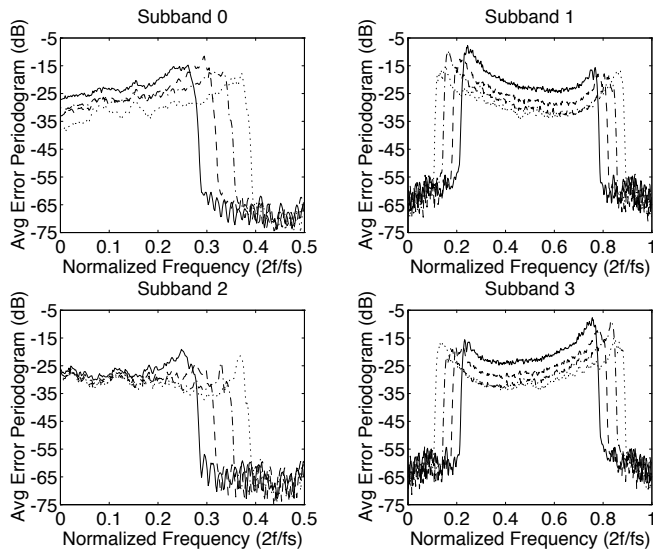 Subband 0
Avg Error Periodogram (dB)
-5
-15
-25
-35
-45
-55
-65
-75
0 0.1 0.2 0.3 0.4 0.5
Normalized Frequency (2f/fs)
Subband 1
Avg Error Periodogram (dB)
-5
-15
-25
-35
-45
-55
-65
-75
0 0.2 0.4 0.6 0.8 1
Normalized Frequency (2f/fs)
Subband 2
Avg Error Periodogram (dB)
-5
-15
-25
-35
-45
-55
-65
-75
0 0.1 0.2 0.3 0.4 0.5
Normalized Frequency (2f/fs)
Subband 3
Avg Error Periodogram (dB)
-5
-15
-25
-35
-45
-55
-65
-75
0 0.2 0.4 0.6 0.8 1
Normalized Frequency (2f/fs)